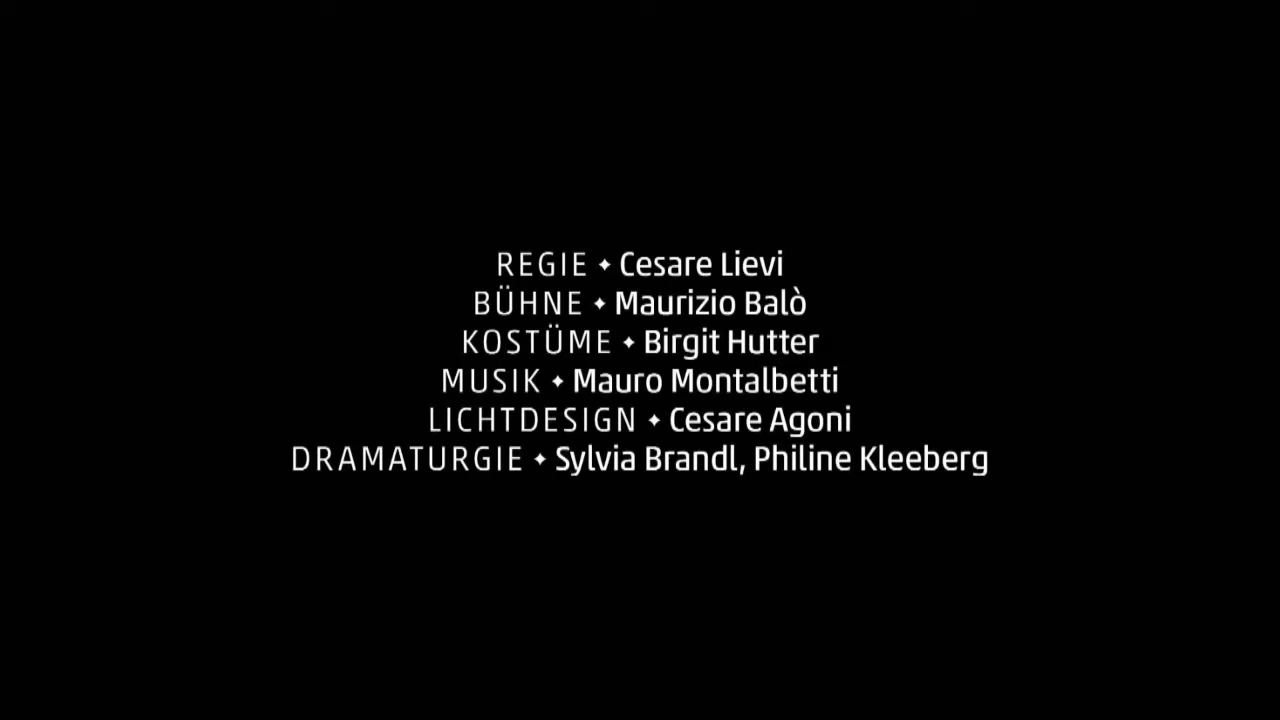 REGIE ✦ Cesare Lievi
BÜHNE ✦ Maurizio Balò
KOSTÜME ✦ Birgit Hutter
MUSIK ✦ Mauro Montalbetti
LICHTDESIGN ✦ Cesare Agoni
DRAMATURGIE ✦ Sylvia Brandl, Philine Kleeberg